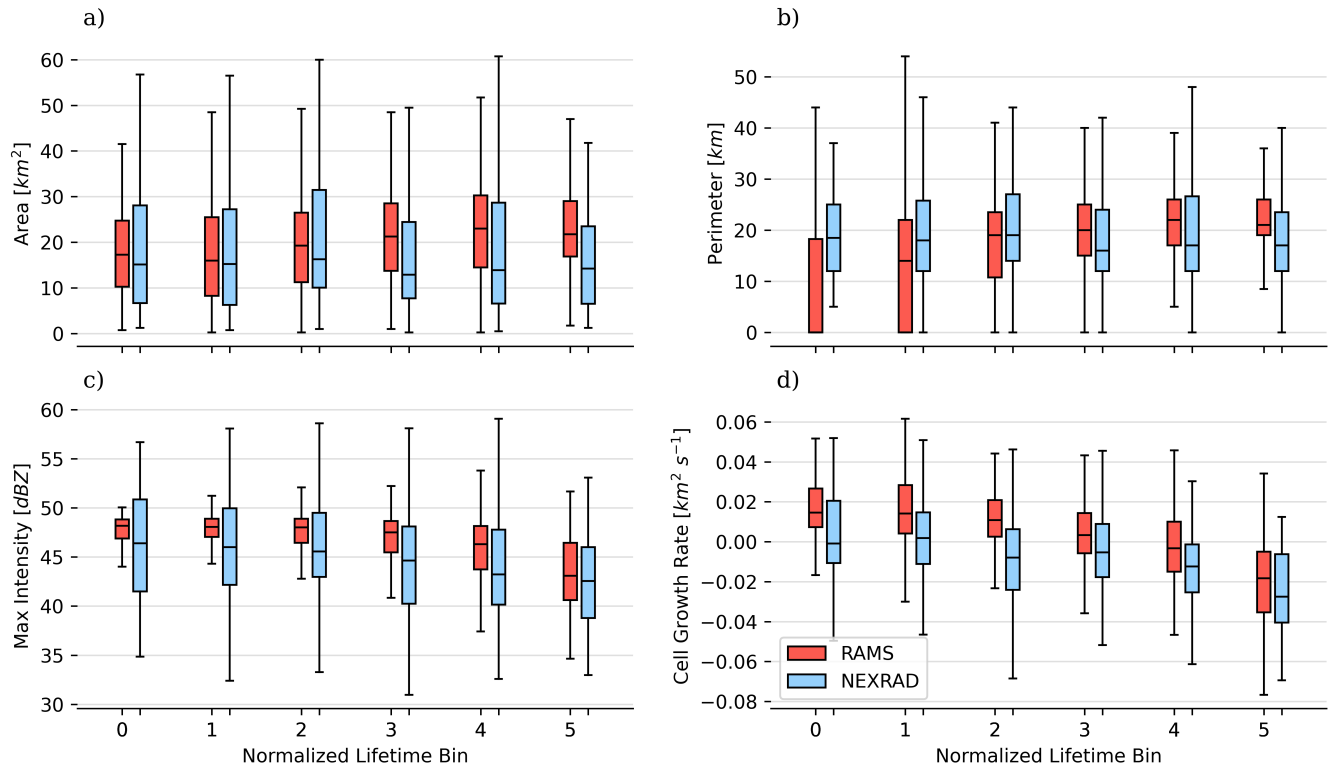 a)
60
50
40
30
20
10
0
Area [km²]
b)
50
40
30
20
10
0
Perimeter [km]
c)
60
55
50
45
40
35
30
Max Intensity [dBZ]
0 1 2 3 4 5
Normalized Lifetime Bin
d)
0.06
0.04
0.02
0.00
−0.02
−0.04
−0.06
−0.08
Cell Growth Rate [km² s⁻¹]
RAMS
NEXRAD
0 1 2 3 4 5
Normalized Lifetime Bin